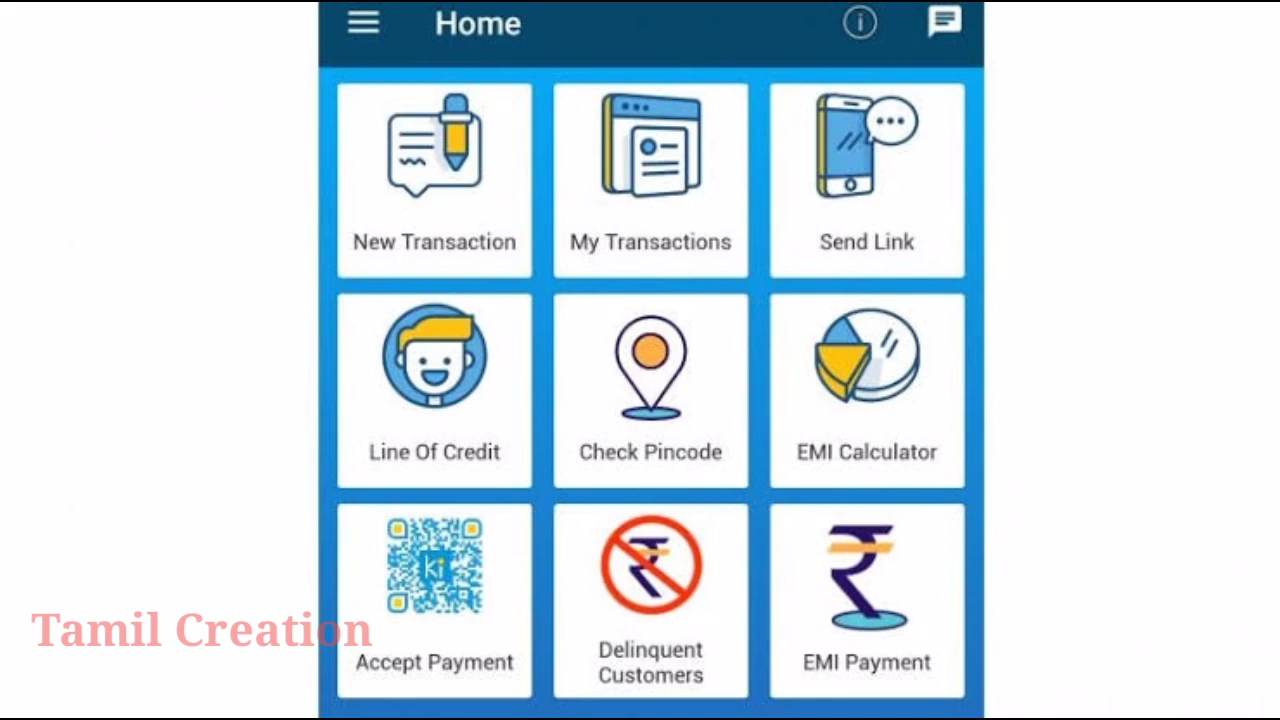 Home
New Transaction
My Transactions
Send Link
Line Of Credit
Check Pincode
EMI Calculator
ki
Tamil Creation
Accept Payment
Delinquent
Customers
EMI Payment